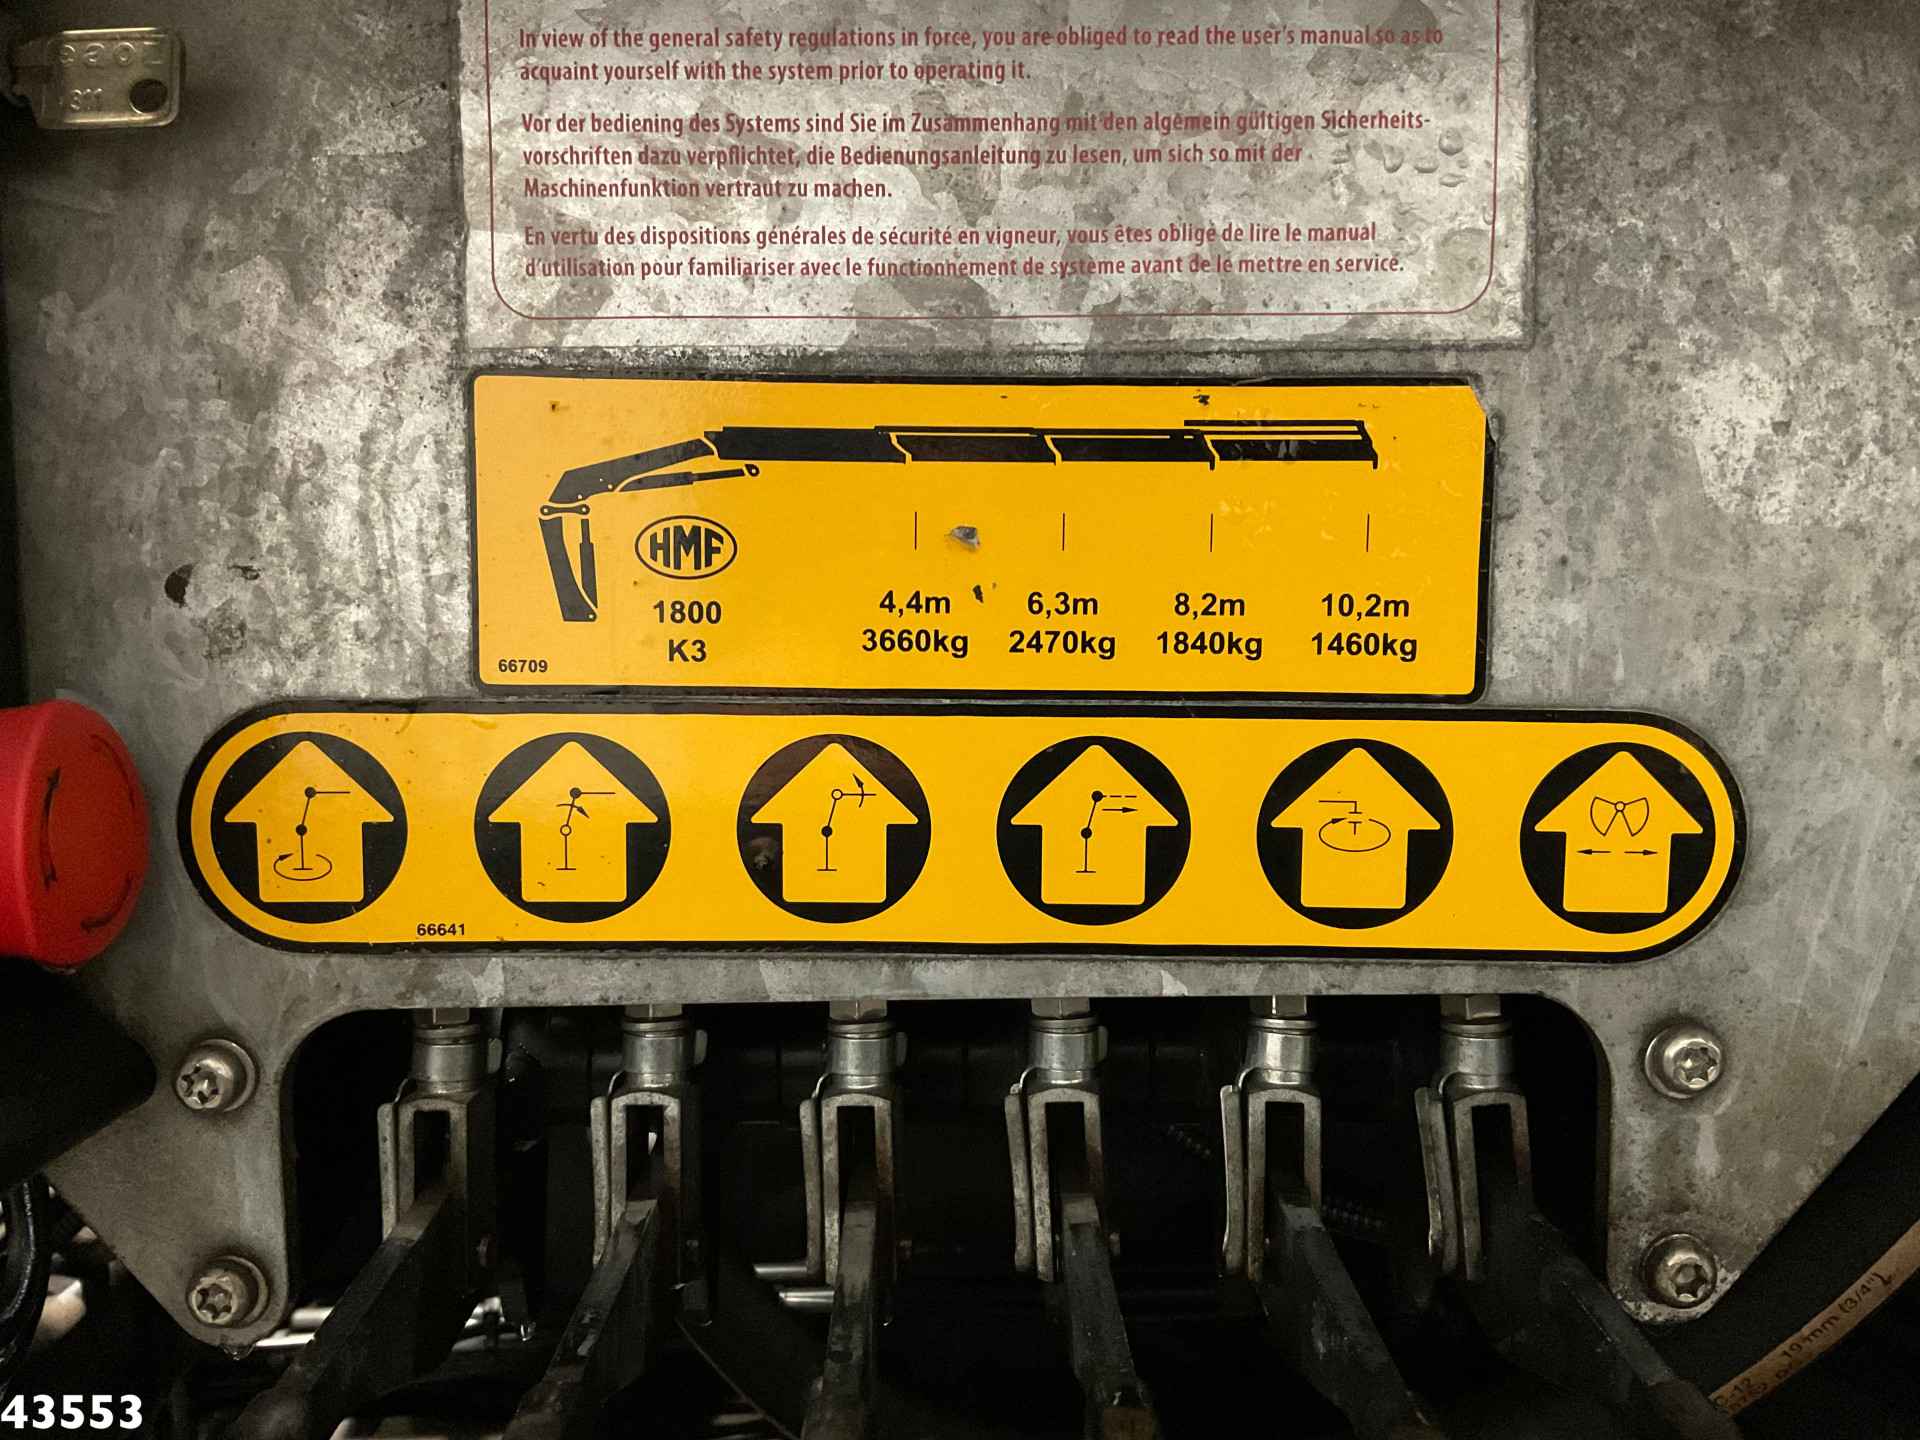 In view of the general safety regulations in force, you are obliged to read the user's manual so as to
acquaint yourself with the system prior to operating it.
Vor der bediening des Systems sind Sie im Zusammenhang mit den algemein gültigen Sicherheits-
vorschriften dazu verpflichtet, die Bedienungsanleitung zu lesen, um sich so mit der
Maschinenfunktion vertraut zu machen.
En vertu des dispositions générales de sécurité en vigneur, vous êtes obligé de lire le manual
d'utilisation pour familiariser avec le functionnement de système avant de le mettre en service.
HMF
1800
K3
66709
4,4m 6,3m 8,2m 10,2m
3660kg 2470kg 1840kg 1460kg
66641
19 mm (3/4")
43553